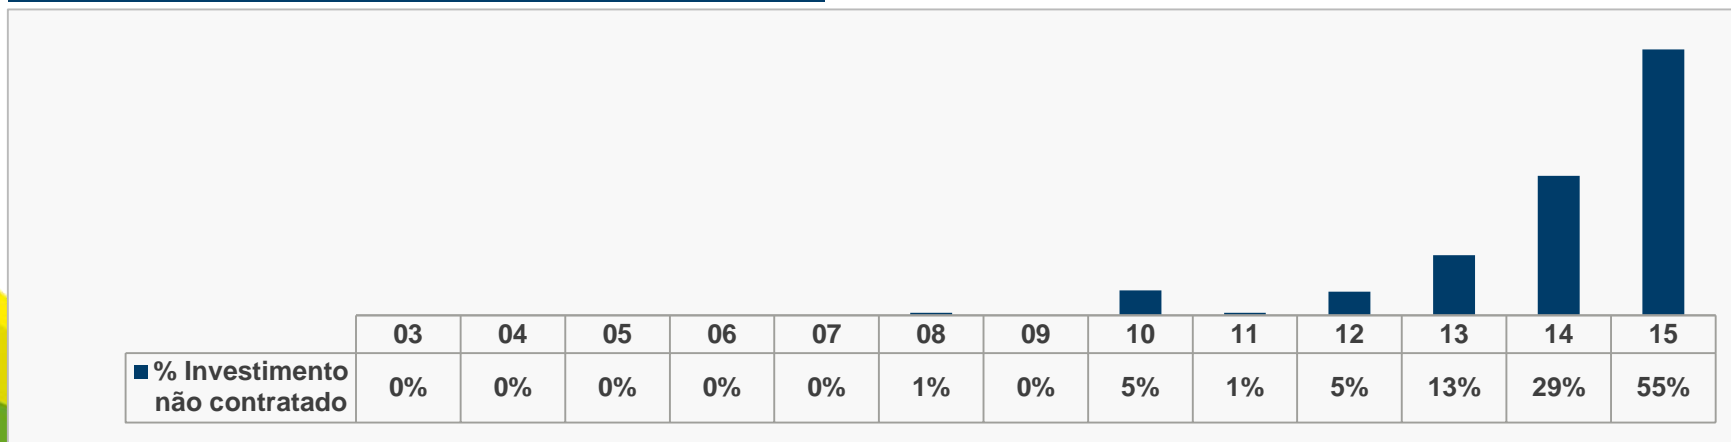 03 04 05 06 07 08 09 10 11 12 13 14 15
% Investimento
não contratado
0% 0% 0% 0% 0% 1% 0% 5% 1% 5% 13% 29% 55%